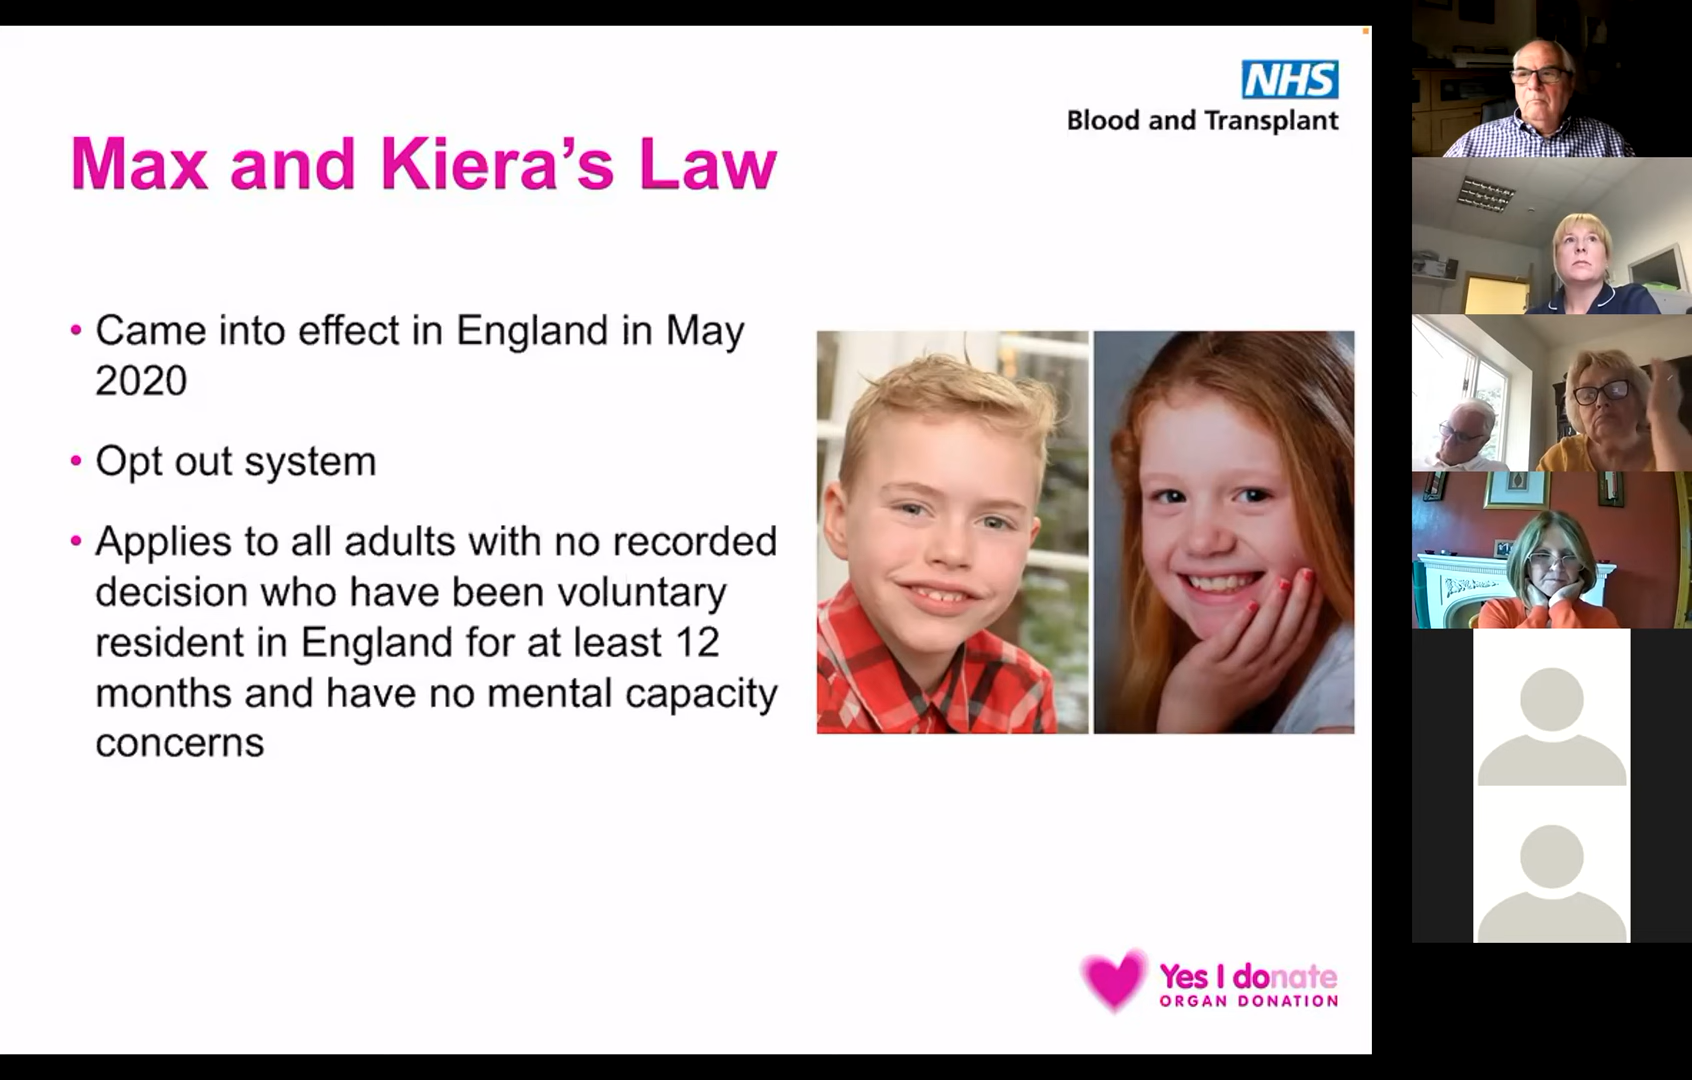 NHS
Blood and Transplant
Max and Kiera’s Law
• Came into effect in England in May
2020
• Opt out system
• Applies to all adults with no recorded
decision who have been voluntary
resident in England for at least 12
months and have no mental capacity
concerns
Yes I donate
ORGAN DONATION